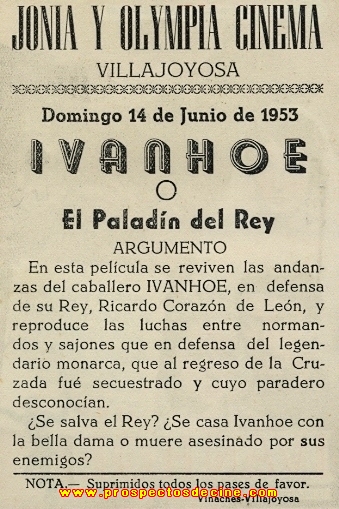 JONIA Y OLYMPIA CINEMA
VILLAJOYOSA
Domingo 14 de Junio de 1953
IVANHOE
O
El Paladín del Rey
ARGUMENTO
En esta película se reviven las andan-
zas del caballero IVANHOE, en defensa
de su Rey, Ricardo Corazón de León, y
reproduce las luchas entre norman-
dos y sajones que en defensa del legen-
dario monarca, que al regreso de la Cru-
zada fué secuestrado y cuyo paradero
desconocían.
¿Se salva el Rey? ¿Se casa Ivanhoe con
la bella dama o muere asesinado por sus
enemigos?
NOTA.— Suprimidos todos los pases de favor.
www.prospectosdecine.com
Vinaches-Villajoyosa